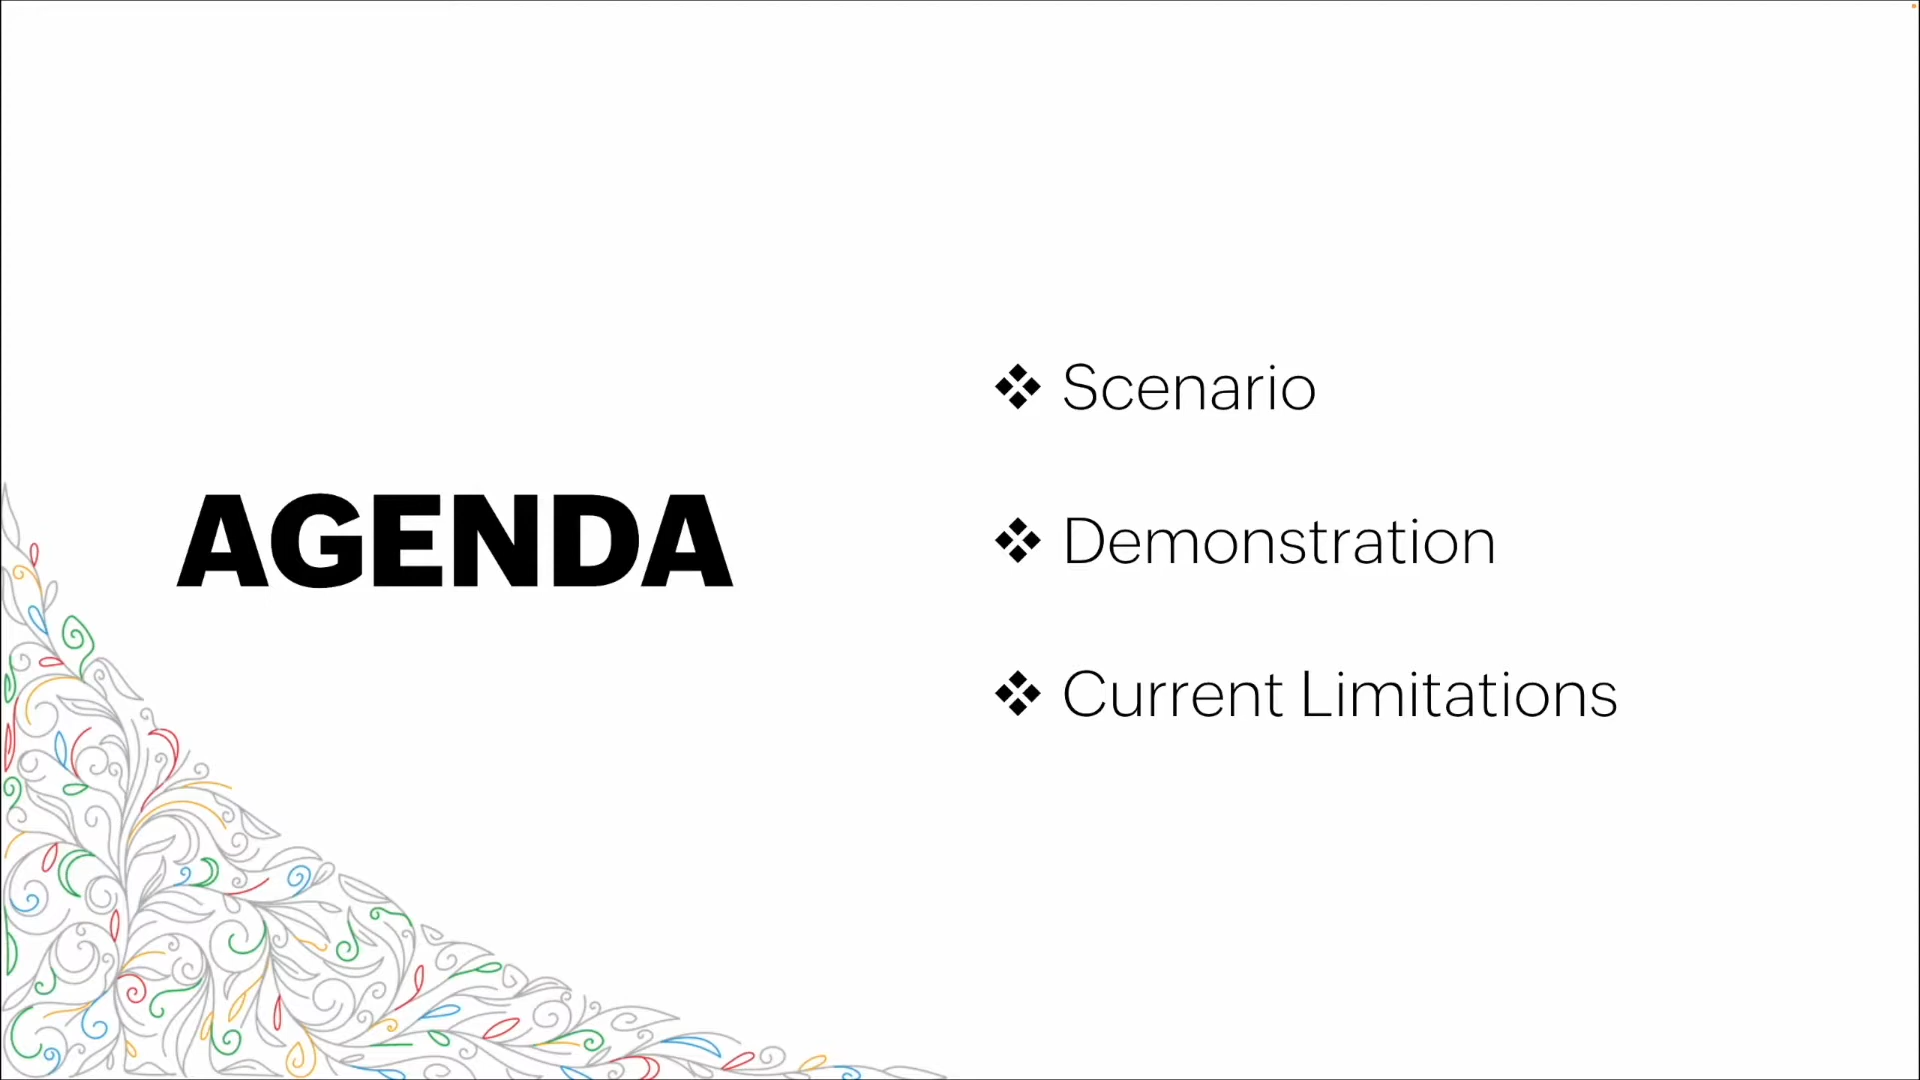 AGENDA
❖ Scenario
❖ Demonstration
❖ Current Limitations